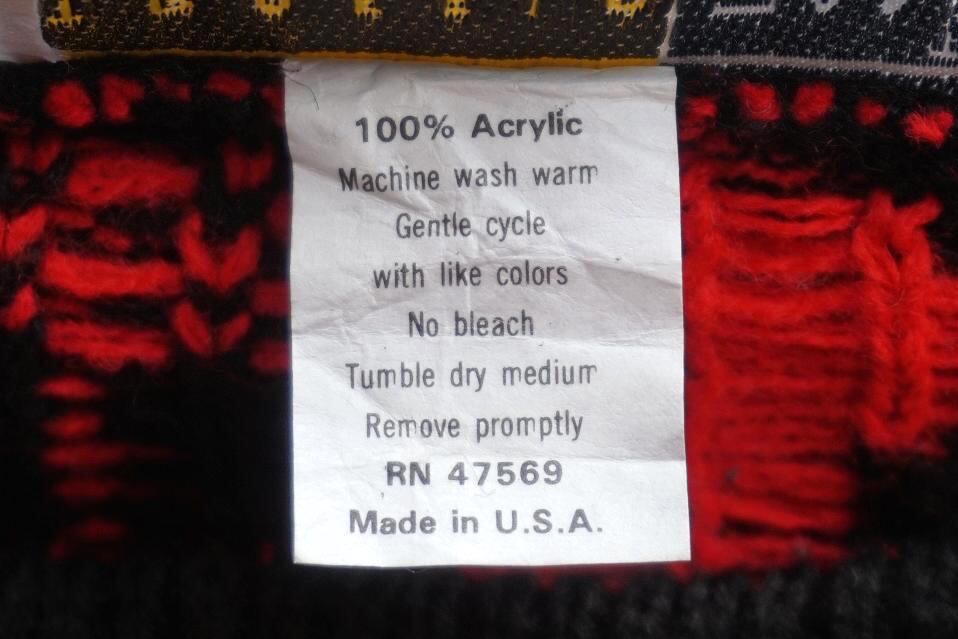 100% Acrylic
Machine wash warm
Gentle cycle
with like colors
No bleach
Tumble dry medium
Remove promptly
RN 47569
Made in U.S.A.